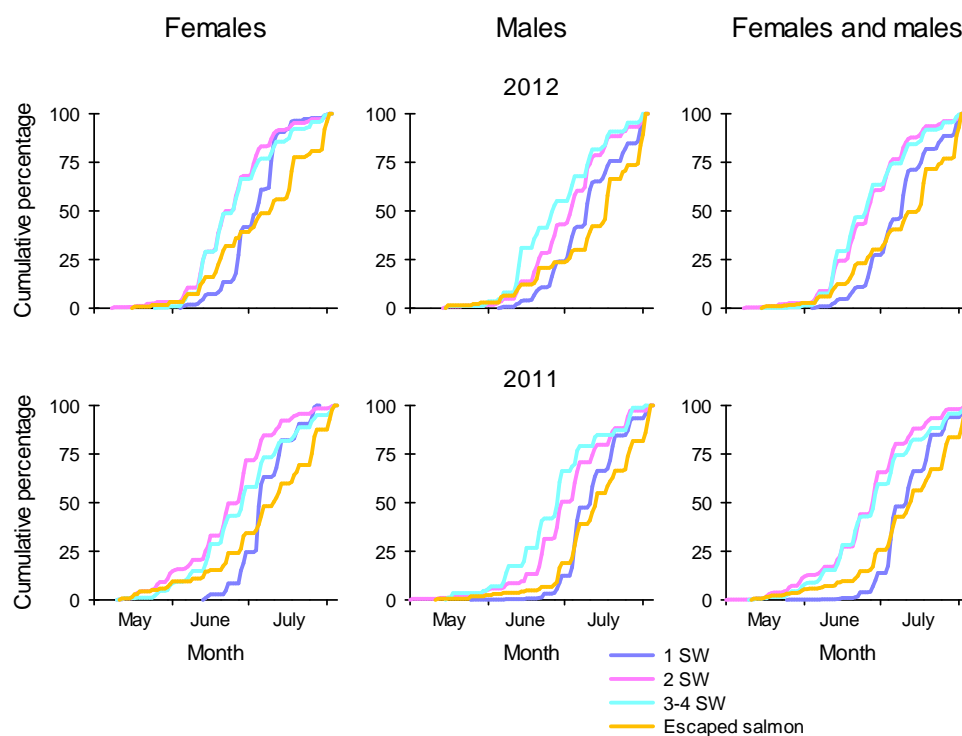 Females Males Females and males
2012
100 100 100
75 75 75
50 50 50
25 25 25
0 0 0
Cumulative percentage
2011
100 100 100
75 75 75
50 50 50
25 25 25
0 0 0
Cumulative percentage
May June July May June July May June July
Month Month Month
1 SW
2 SW
3-4 SW
Escaped salmon